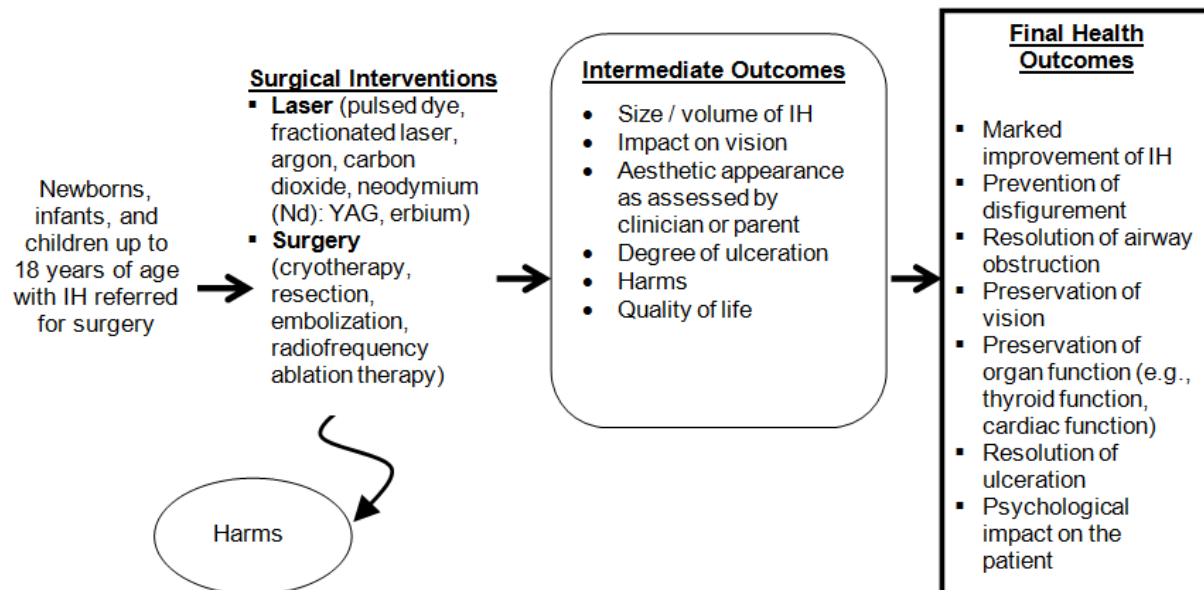 Newborns,
infants, and
children up to
18 years of age
with IH referred
for surgery
Surgical Interventions
▪ Laser (pulsed dye,
fractionated laser,
argon, carbon
dioxide, neodymium
(Nd): YAG, erbium)
▪ Surgery
(cryotherapy,
resection,
embolization,
radiofrequency
ablation therapy)
Harms
Intermediate Outcomes
• Size / volume of IH
• Impact on vision
• Aesthetic appearance
as assessed by
clinician or parent
• Degree of ulceration
• Harms
• Quality of life
Final Health
Outcomes
▪ Marked
improvement of IH
▪ Prevention of
disfigurement
▪ Resolution of airway
obstruction
▪ Preservation of
vision
▪ Preservation of
organ function (e.g.,
thyroid function,
cardiac function)
▪ Resolution of
ulceration
▪ Psychological
impact on the
patient